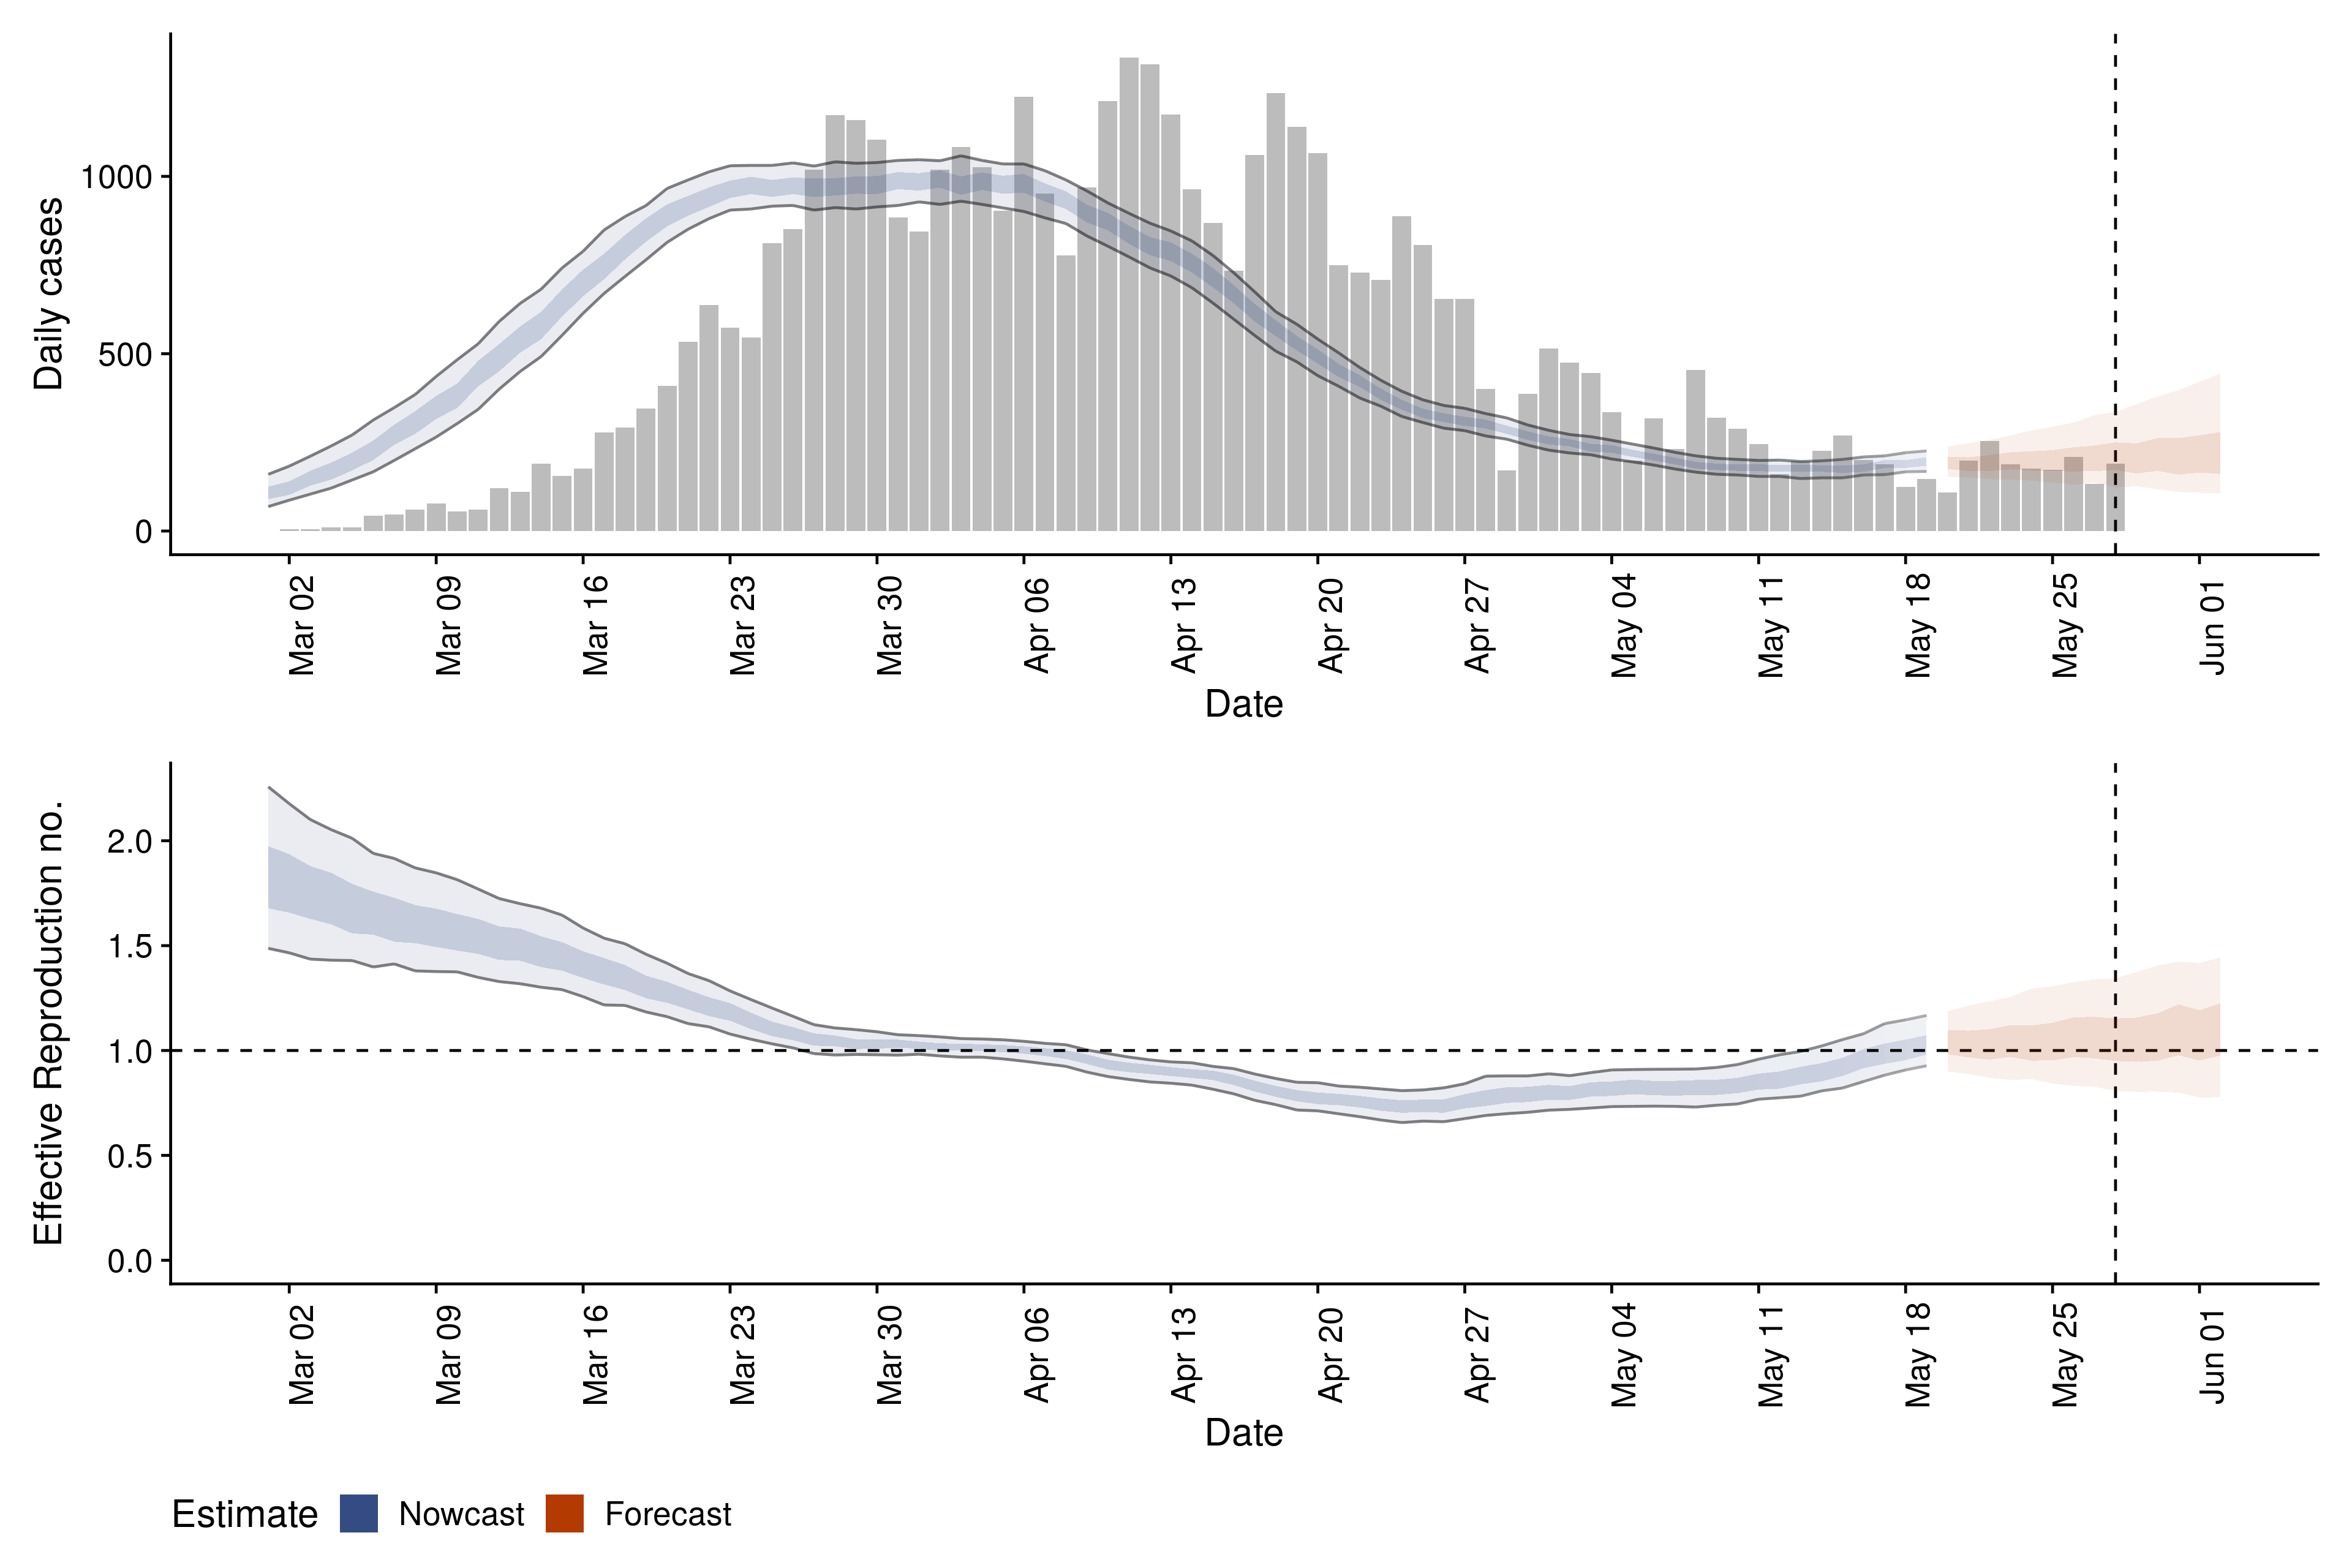 Daily cases
1000
500
0
Mar 02
Mar 09
Mar 16
Mar 23
Mar 30
Apr 06
Apr 13
Apr 20
Apr 27
May 04
May 11
May 18
May 25
Jun 01
Date
Effective Reproduction no.
2.0
1.5
1.0
0.5
0.0
Mar 02
Mar 09
Mar 16
Mar 23
Mar 30
Apr 06
Apr 13
Apr 20
Apr 27
May 04
May 11
May 18
May 25
Jun 01
Date
Estimate Nowcast Forecast